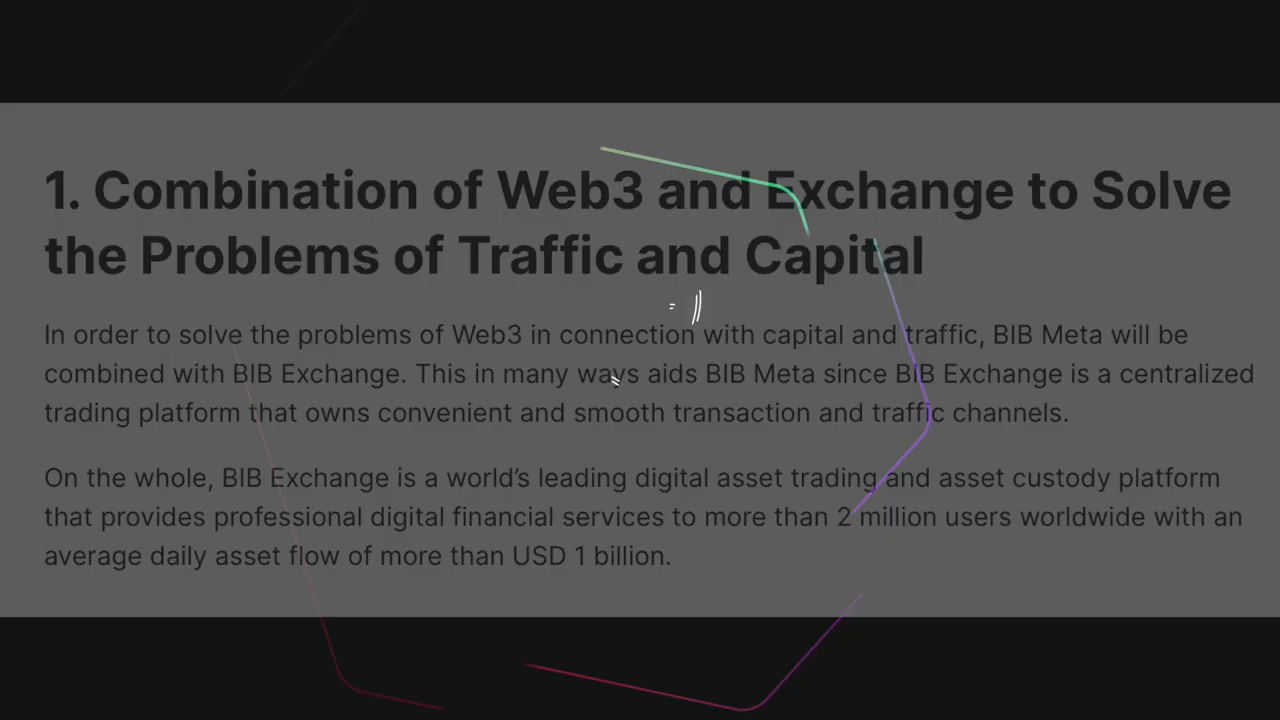 1. Combination of Web3 and Exchange to Solve
the Problems of Traffic and Capital
In order to solve the problems of Web3 in connection with capital and traffic, BIB Meta will be
combined with BIB Exchange. This in many ways aids BIB Meta since BIB Exchange is a centralized
trading platform that owns convenient and smooth transaction and traffic channels.
On the whole, BIB Exchange is a world’s leading digital asset trading and asset custody platform
that provides professional digital financial services to more than 2 million users worldwide with an
average daily asset flow of more than USD 1 billion.